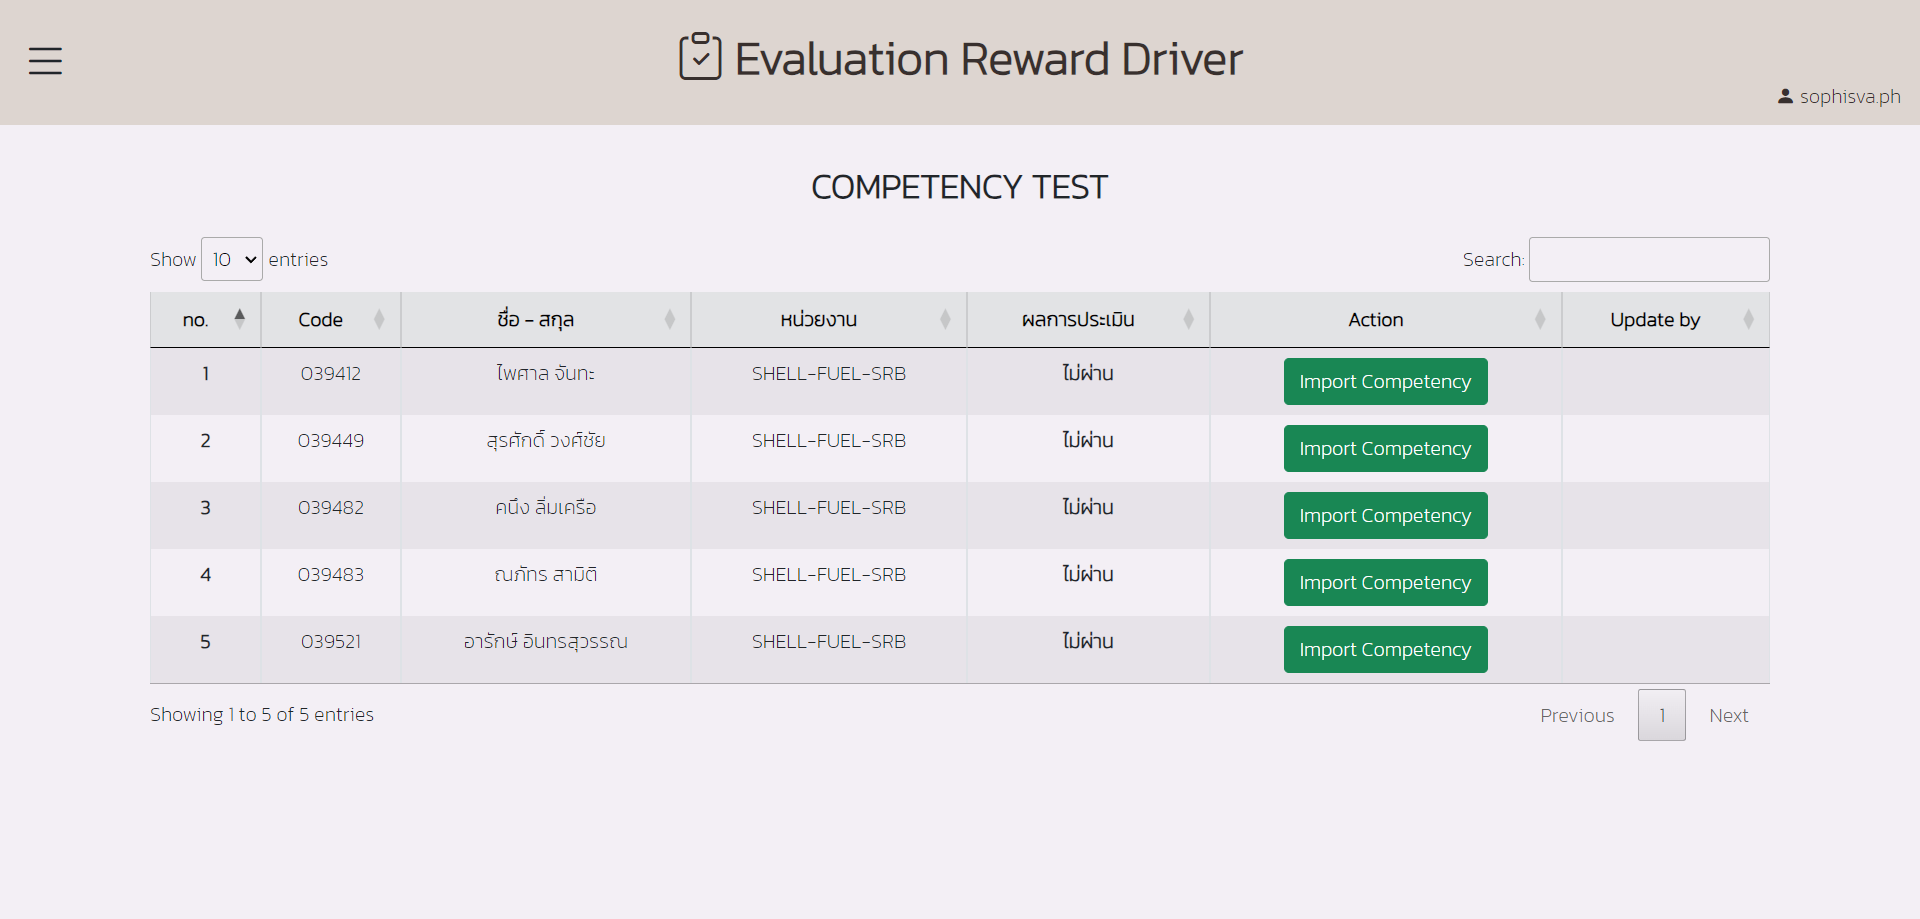 Evaluation Reward Driver
sophisva.ph
COMPETENCY TEST
Show 10 entries
Search:
no. Code ชื่อ - สกุล หน่วยงาน ผลการประเมิน Action Update by
1 039412 ไพศาล จันทะ SHELL-FUEL-SRB ไม่ผ่าน Import Competency
2 039449 สุรศักดิ์ วงศ์ชัย SHELL-FUEL-SRB ไม่ผ่าน Import Competency
3 039482 คนึง ลิ่มเครือ SHELL-FUEL-SRB ไม่ผ่าน Import Competency
4 039483 ณภัทร สามิติ SHELL-FUEL-SRB ไม่ผ่าน Import Competency
5 039521 อารักษ์ อินทรสุวรรณ SHELL-FUEL-SRB ไม่ผ่าน Import Competency
Showing 1 to 5 of 5 entries
Previous 1 Next